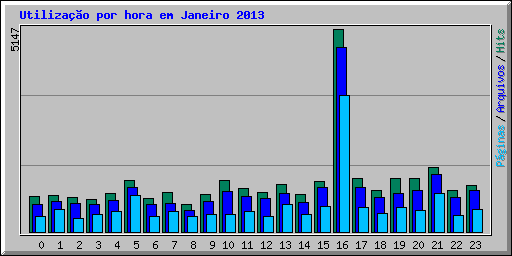 Utilização por hora em Janeiro 2013
5147
Páginas / Arquivos / Hits
0 1 2 3 4 5 6 7 8 9 10 11 12 13 14 15 16 17 18 19 20 21 22 23